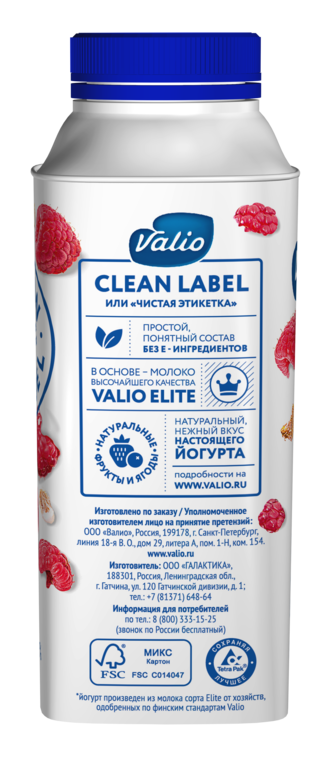 Valio
CLEAN LABEL
ИЛИ «ЧИСТАЯ ЭТИКЕТКА»
ПРОСТОЙ,
ПОНЯТНЫЙ СОСТАВ
БЕЗ Е - ИНГРЕДИЕНТОВ
В ОСНОВЕ – МОЛОКО
ВЫСОЧАЙШЕГО КАЧЕСТВА
VALIO ELITE
НАТУРАЛЬНЫЕ
ФРУКТЫ И ЯГОДЫ
НАТУРАЛЬНЫЙ,
НЕЖНЫЙ ВКУС
НАСТОЯЩЕГО
ЙОГУРТА
подробности на
WWW.VALIO.RU
Изготовлено по заказу / Уполномоченное
изготовителем лицо на принятие претензий:
ООО «Валио», Россия, 199178, г. Санкт-Петербург,
линия 18-я В. О., дом 29, литера А, пом. 1-Н, ком. 154.
www.valio.ru
Изготовитель: ООО «ГАЛАКТИКА»,
188301, Россия, Ленинградская обл.,
г. Гатчина, ул. 120 Гатчинской дивизии, д. 1;
тел.: +7 (81371) 648-64
Информация для потребителей
по тел.: 8 (800) 333-15-25
(звонок по России бесплатный)
FSC
МИКС
Картон
FSC C014047
СОХРАНЯЯ
Tetra Pak
ЛУЧШЕЕ
*йогурт произведен из молока сорта Elite от хозяйств,
одобренных по финским стандартам Valio